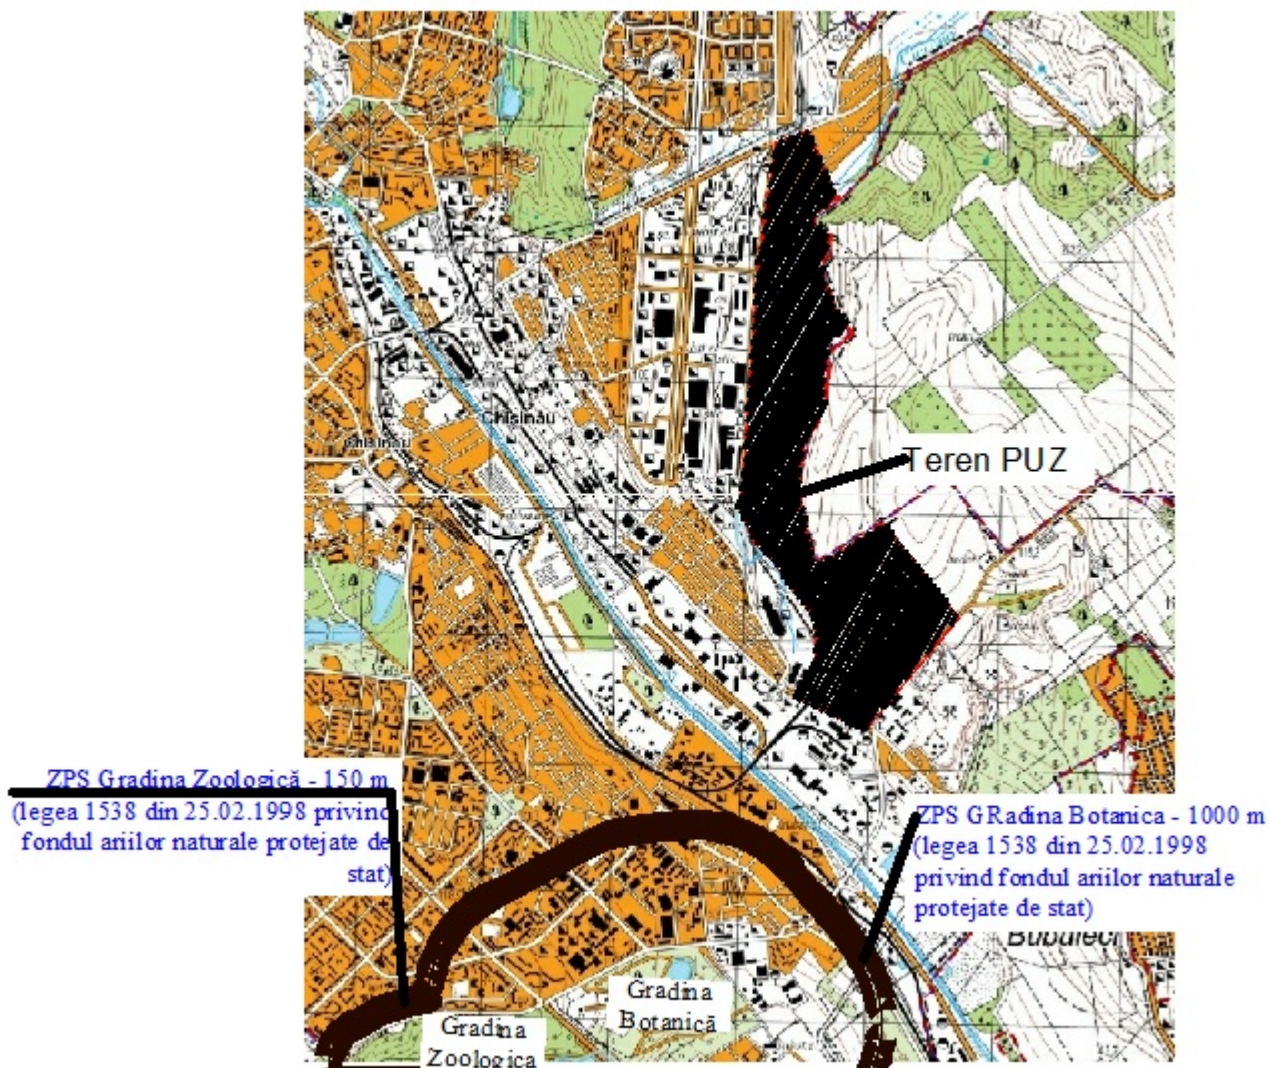 Chisinau
Chisinau
Teren PUZ
ZPS Gradina Zoologică - 150 m
(legea 1538 din 25.02.1998 privind
fondul ariilor naturale protejate de
stat)
ZPS GRadina Botanica - 1000 m
(legea 1538 din 25.02.1998
privind fondul ariilor naturale
protejate de stat)
Bubuieci
Gradina
Botanică
Gradina
Zoologica